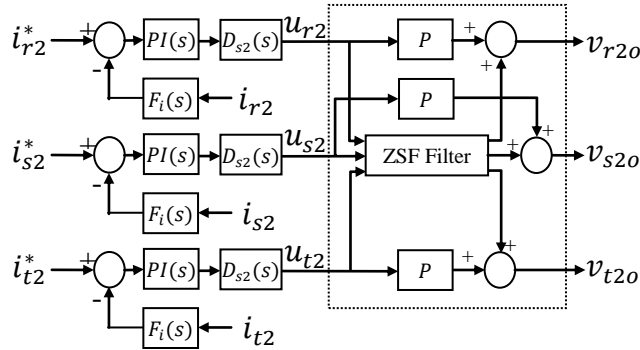 i*r2 + - PI(s) Ds2(s) ur2 P + + vr2o
Fi(s) ir2
P
i*s2 + - PI(s) Ds2(s) us2 ZSF Filter + + vs2o
Fi(s) is2
i*t2 + - PI(s) Ds2(s) ut2 P + + vt2o
Fi(s) it2